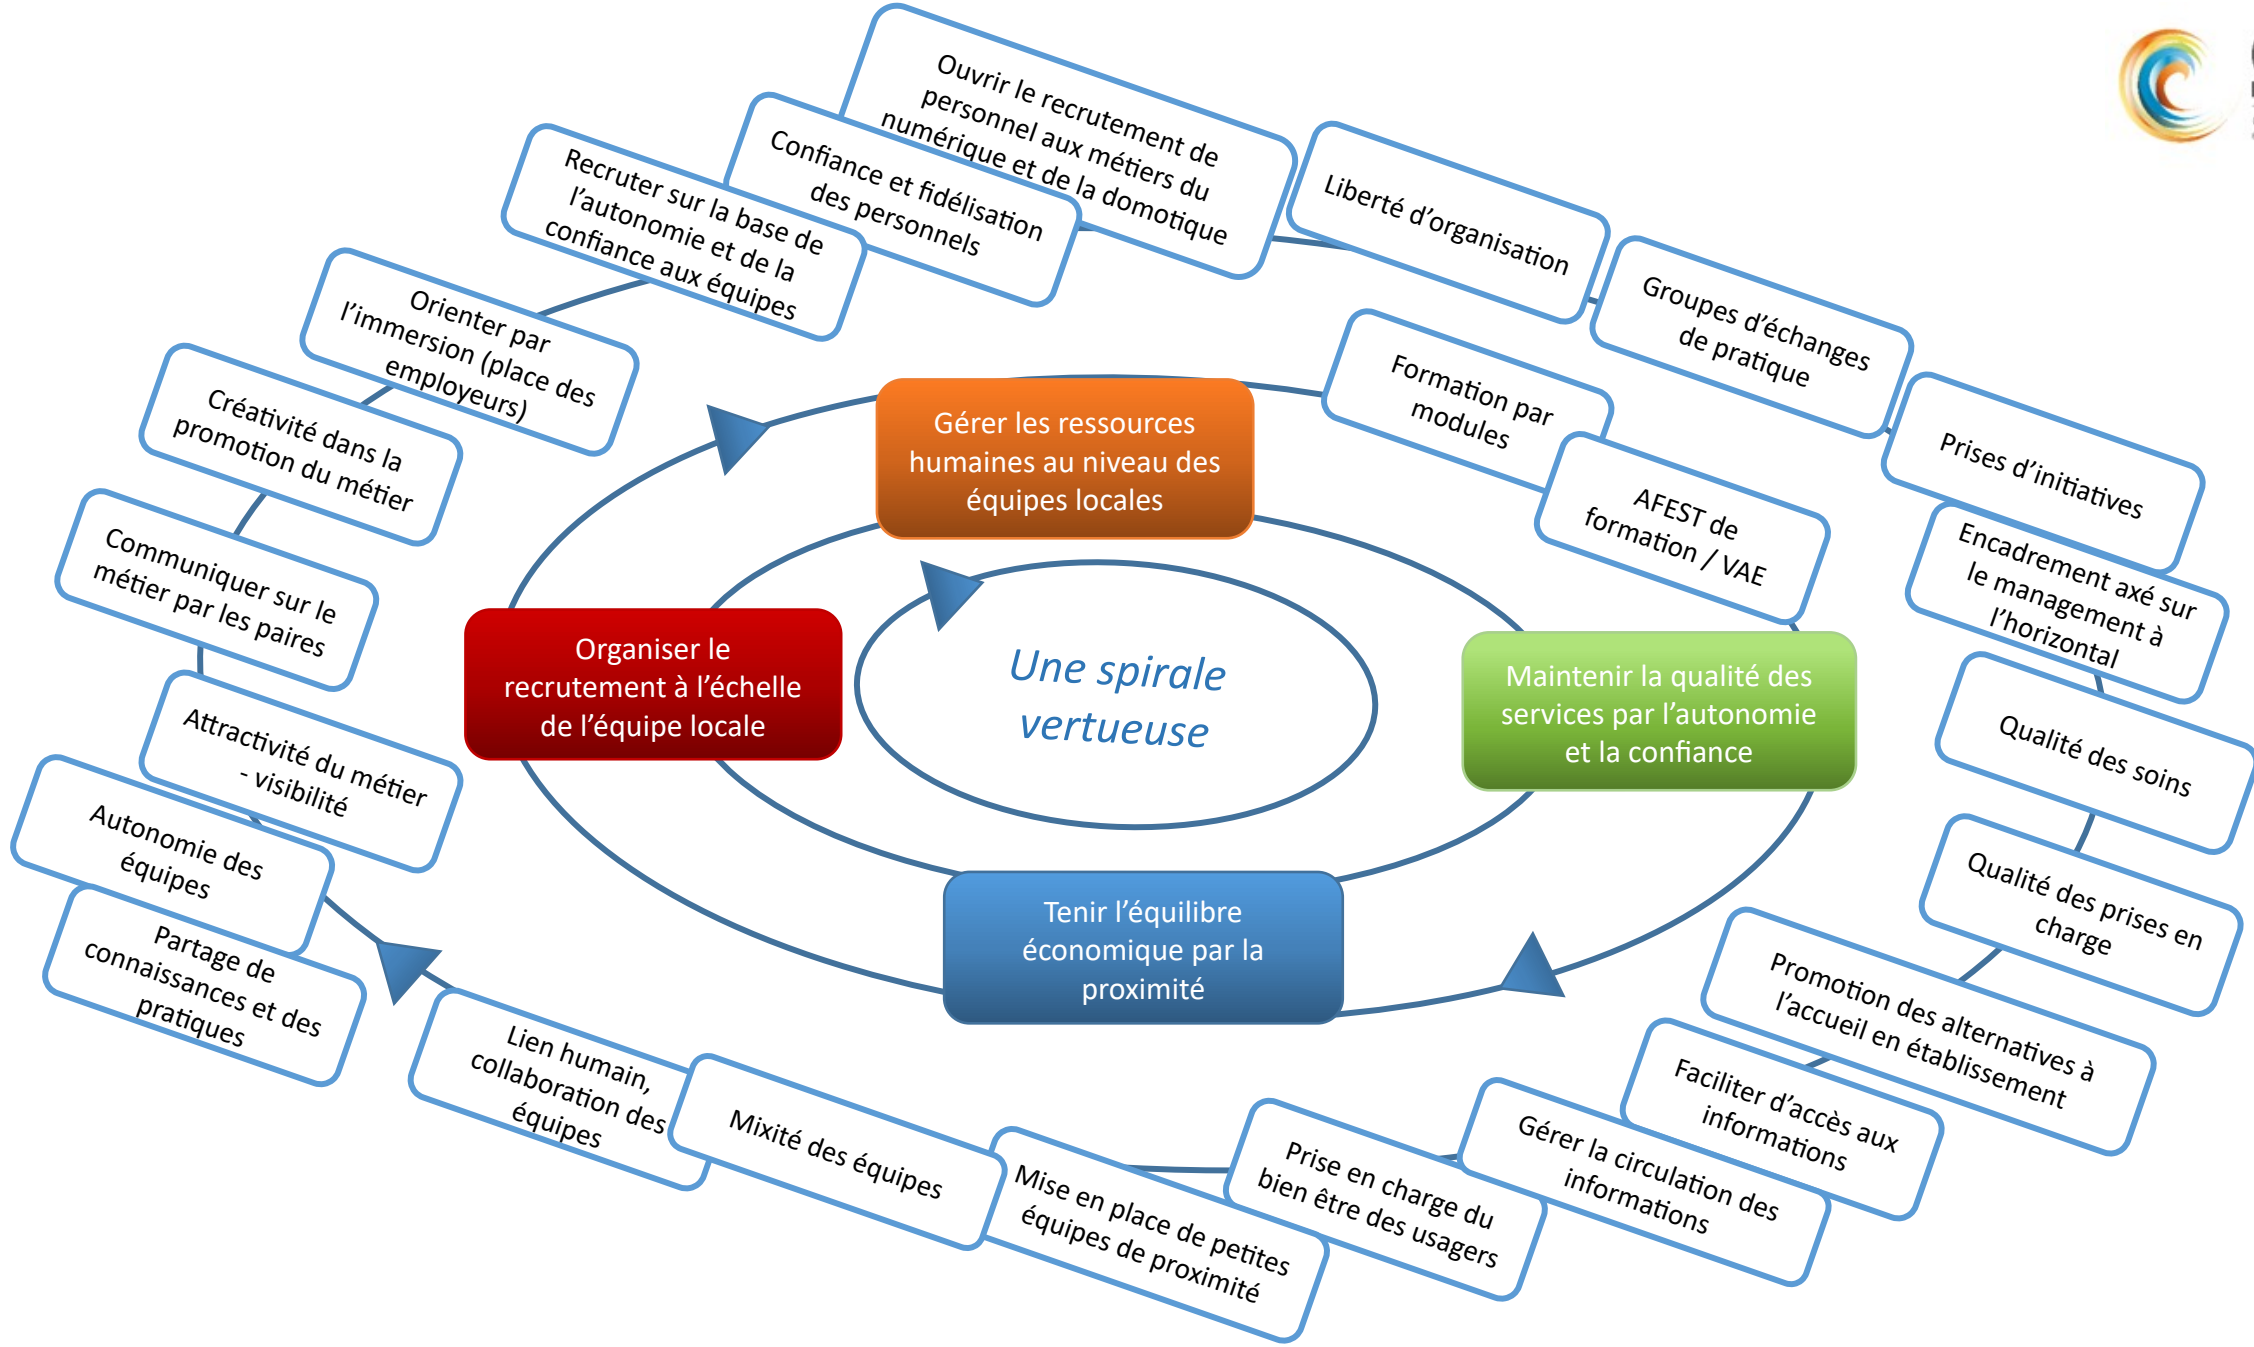 Ouvrir le recrutement de
personnel aux métiers du
numérique et de la domotique
Confiance et fidélisation
des personnels
Recruter sur la base de
l'autonomie et de la
confiance aux équipes
Orienter par
l'immersion (place des
employeurs)
Créativité dans la
promotion du métier
Communiquer sur le
métier par les paires
Attractivité du métier
- visibilité
Autonomie des
équipes
Partage de
connaissances et des
pratiques
Lien humain,
collaboration des
équipes
Mixité des équipes
Mise en place de petites
équipes de proximité
Prise en charge du
bien être des usagers
Gérer la circulation des
informations
Faciliter d'accès aux
informations
Promotion des alternatives à
l'accueil en établissement
Qualité des prises en
charge
Qualité des soins
Encadrement axé sur
le management à
l'horizontal
Prises d'initiatives
Groupes d'échanges
de pratique
Liberté d'organisation
Formation par
modules
AFEST de
formation / VAE
Gérer les ressources
humaines au niveau des
équipes locales
Organiser le
recrutement à l'échelle
de l'équipe locale
Une spirale
vertueuse
Maintenir la qualité des
services par l'autonomie
et la confiance
Tenir l'équilibre
économique par la
proximité